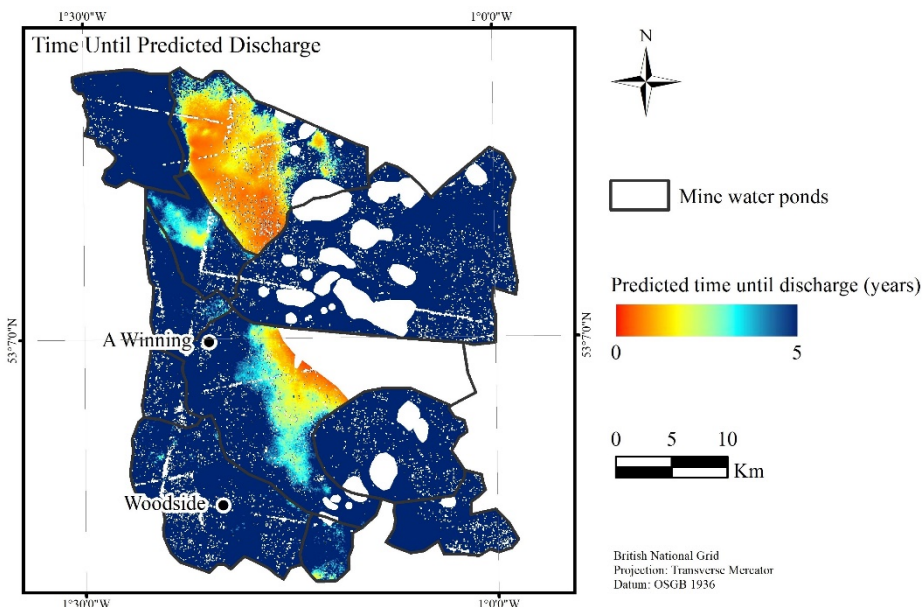 1°30'0"W
1°0'0"W
Time Until Predicted Discharge
N
Mine water ponds
Predicted time until discharge (years)
0
5
53°7'0"N
53°7'0"N
A Winning
0
5
10
Km
Woodside
British National Grid
Projection: Transverse Mercator
Datum: OSGB 1936
1°30'0"W
1°0'0"W